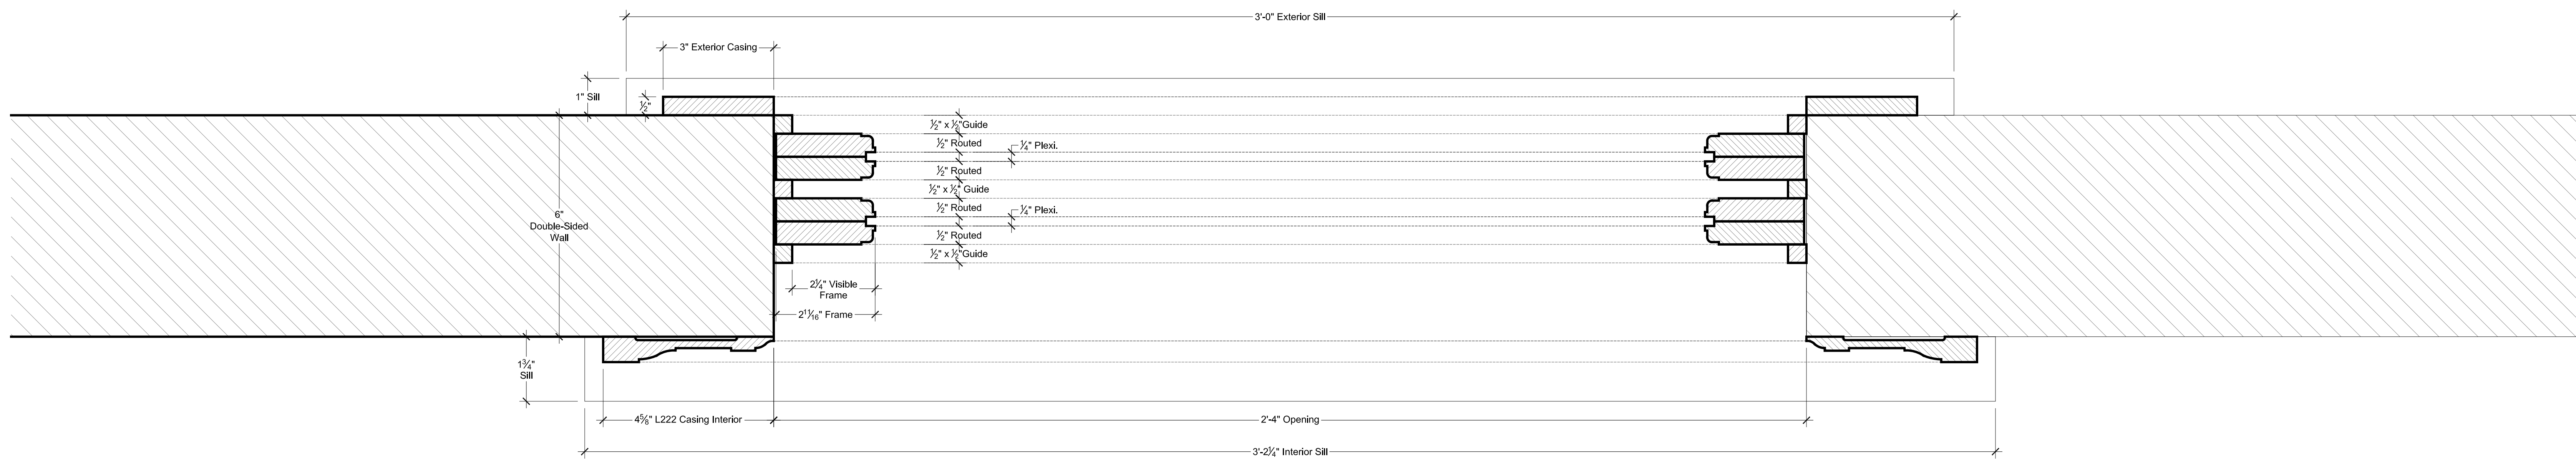 3'-0" Exterior Sill
3" Exterior Casing
1" Sill
½"
½" x ½"Guide
½" Routed
¼" Plexi.
½" Routed
½" x ½" Guide
½" Routed
¼" Plexi.
6"
Double-Sided
Wall
½" Routed
½" x ½"Guide
2¼" Visible
Frame
2 11⁄16" Frame
1¾"
Sill
4⅝" L222 Casing Interior
2'-4" Opening
3'-2¼" Interior Sill